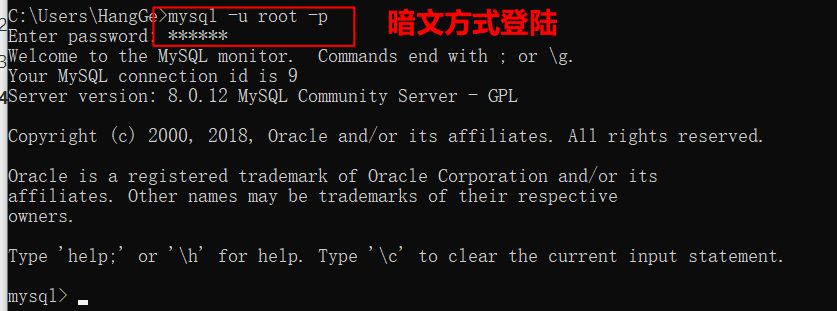 C:\Users\HangGe>mysql -u root -p
暗文方式登陆
Enter password: ******
Welcome to the MySQL monitor.  Commands end with ; or \g.
Your MySQL connection id is 9
Server version: 8.0.12 MySQL Community Server - GPL
Copyright (c) 2000, 2018, Oracle and/or its affiliates. All rights reserved.
Oracle is a registered trademark of Oracle Corporation and/or its
affiliates. Other names may be trademarks of their respective
owners.
Type 'help;' or '\h' for help. Type '\c' to clear the current input statement.
mysql>
2
3
4